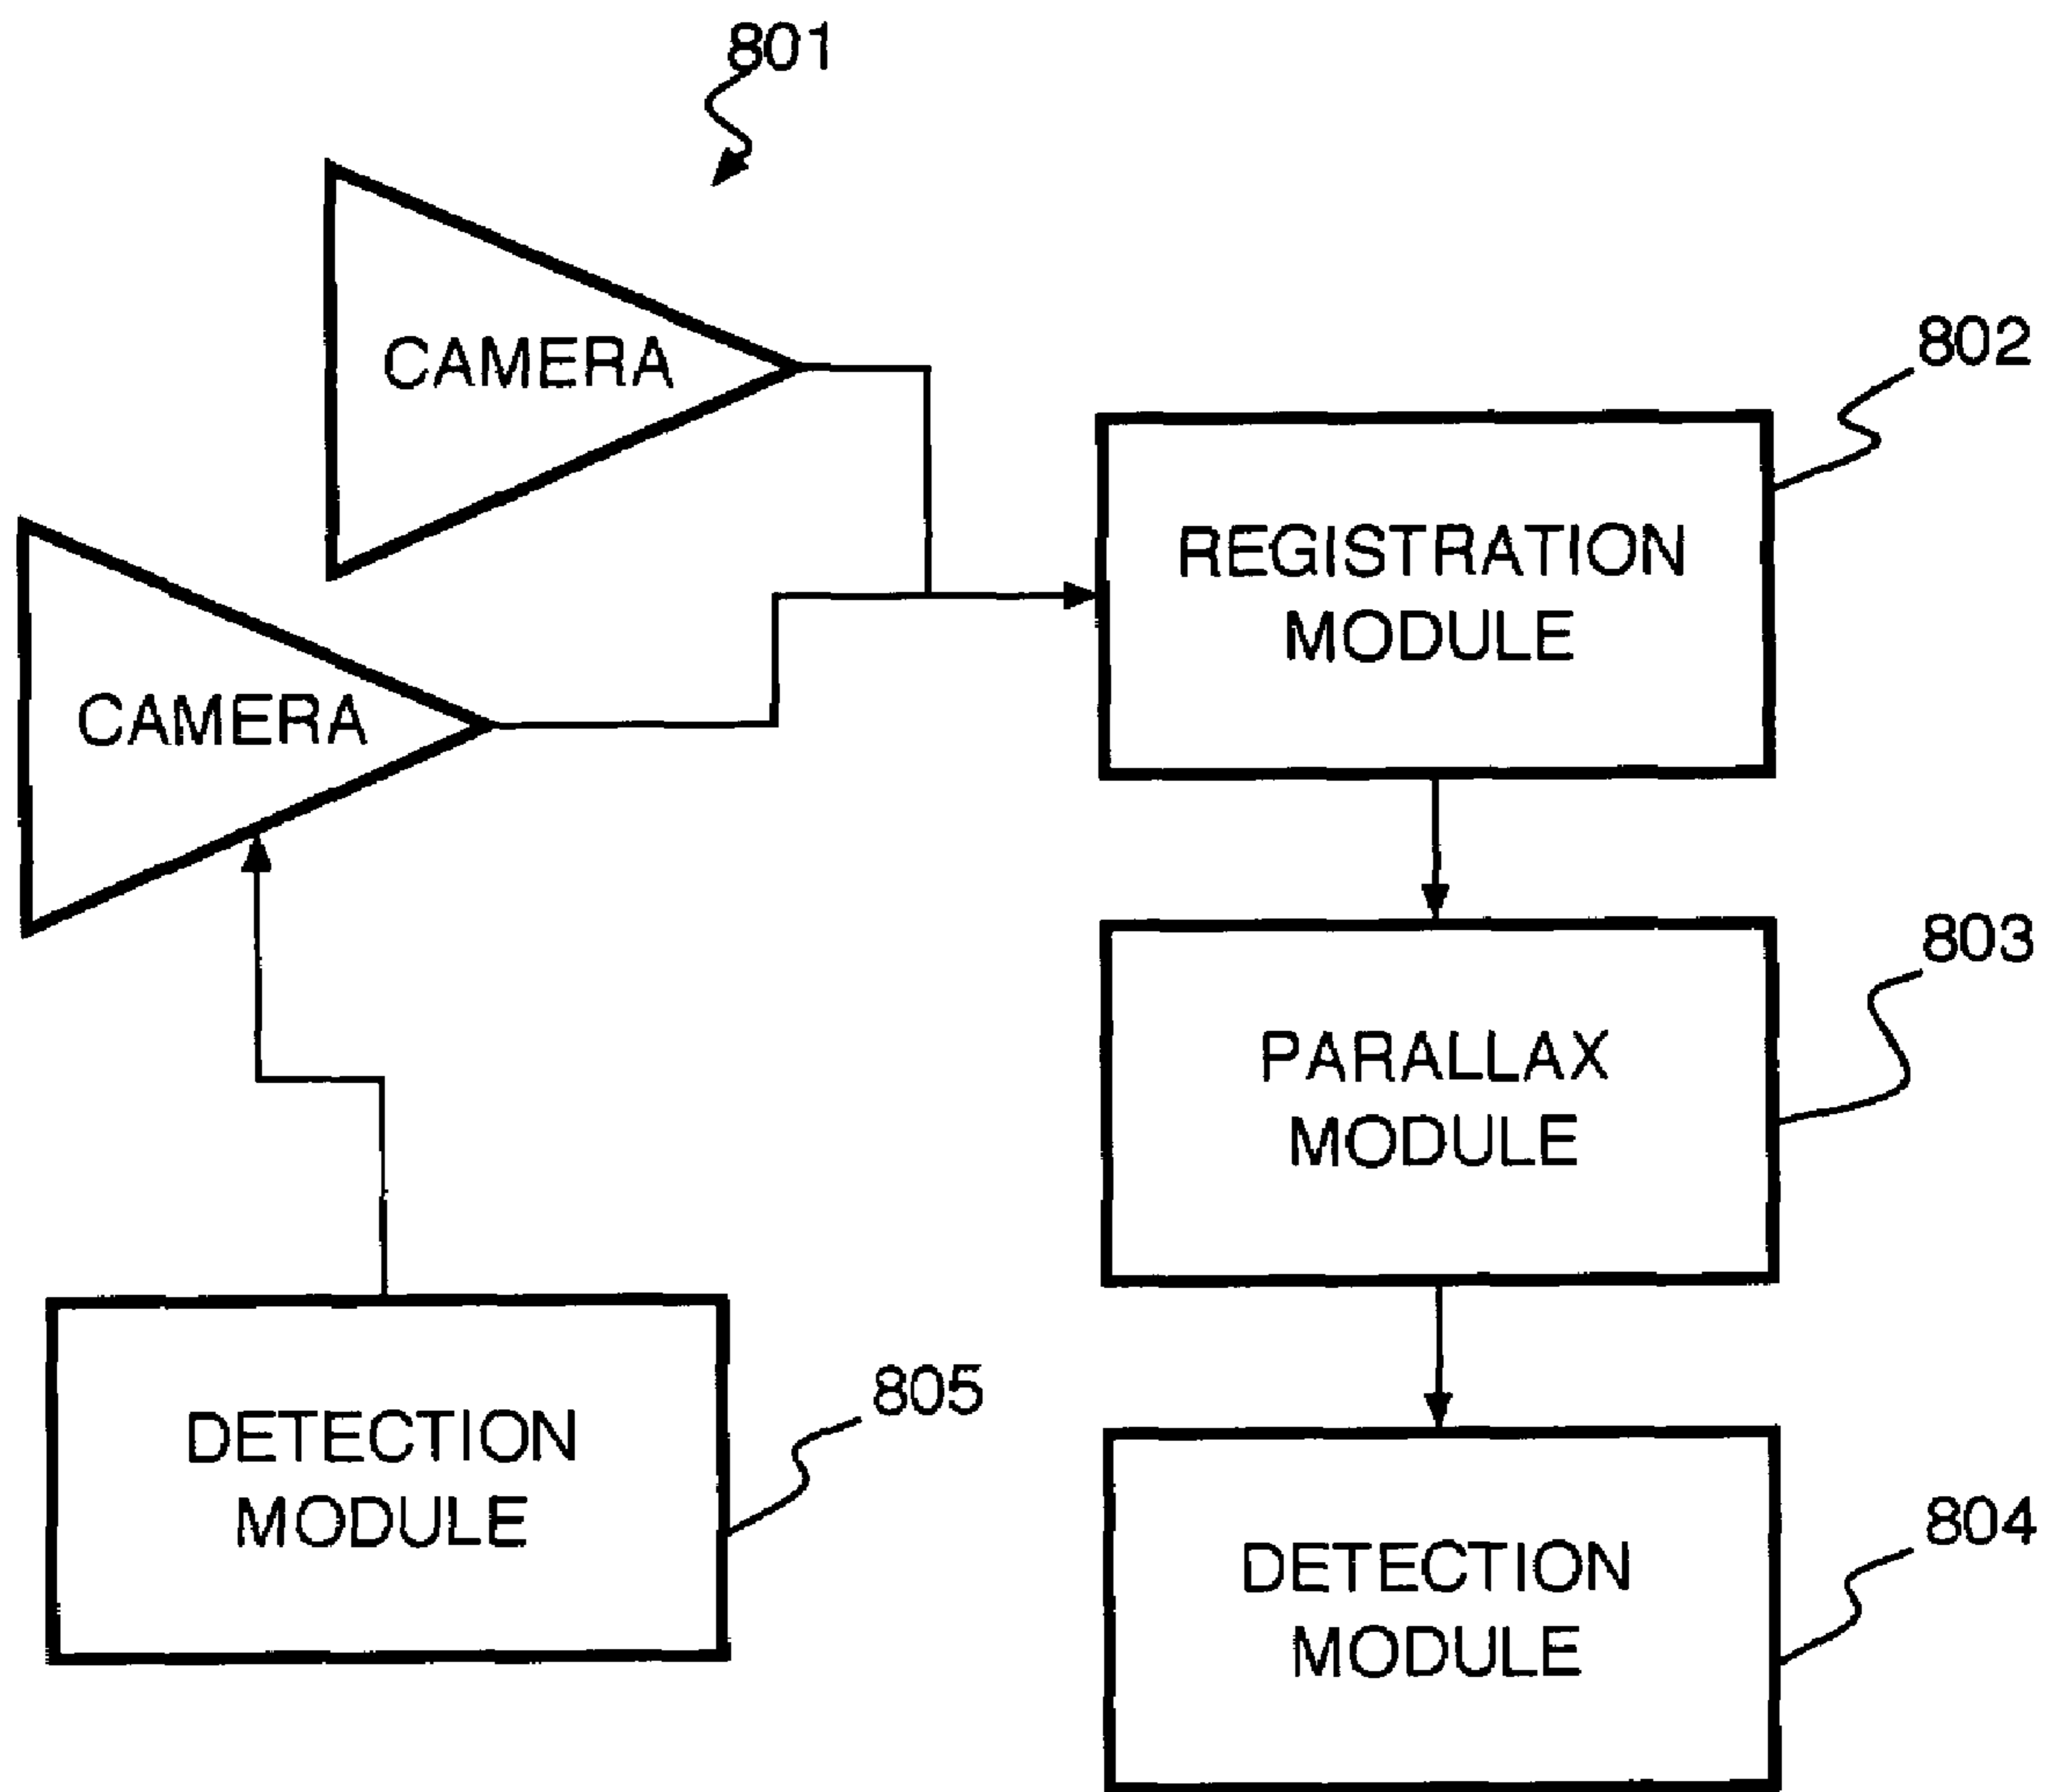 801
CAMERA
802
REGISTRATION
MODULE
CAMERA
803
PARALLAX
MODULE
805
DETECTION
MODULE
804
DETECTION
MODULE